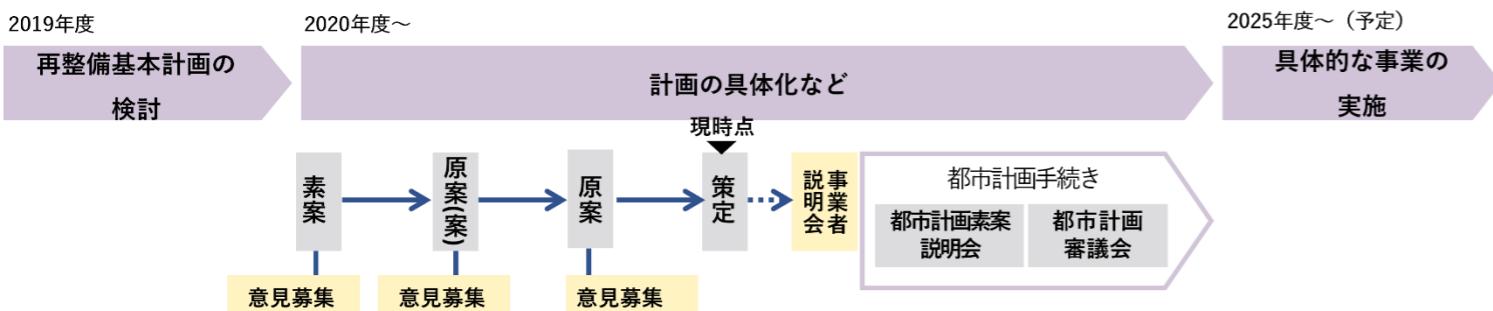 2019年度
2020年度～
2025年度～（予定）
再整備基本計画の
検討
計画の具体化など
具体的な事業の
実施
現時点
素案
原案(案)
原案
策定
事業者
説明会
都市計画手続き
都市計画素案
説明会
都市計画
審議会
意見募集
意見募集
意見募集